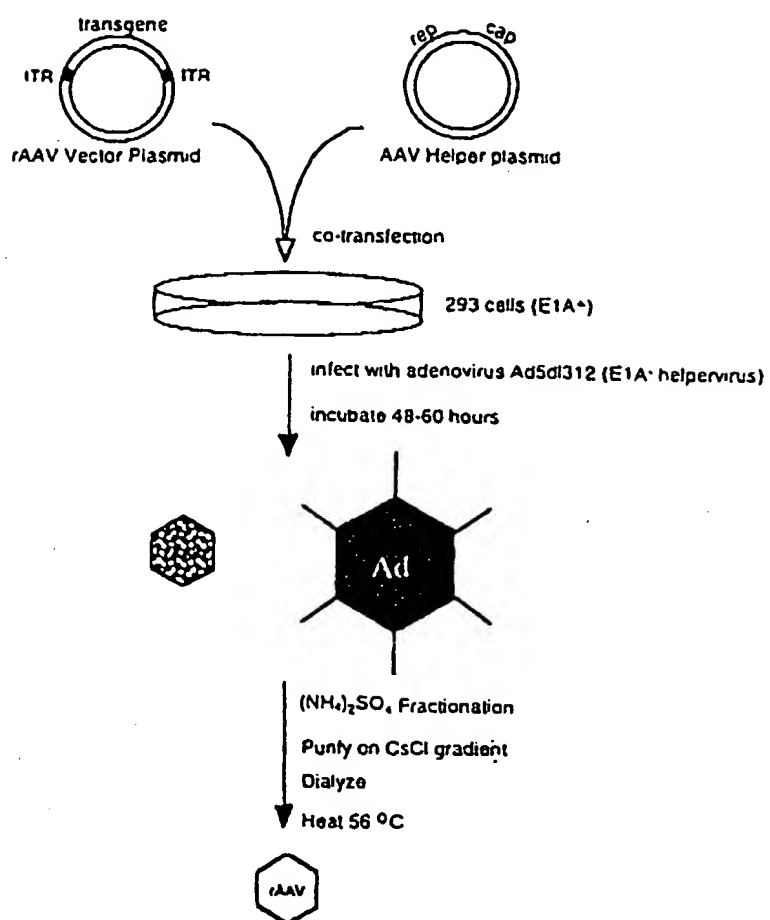 transgene
ITR
ITR
rAAV Vector Plasmid
rep
cap
AAV Helper plasmid
co-transfection
293 cells (E1A+)
infect with adenovirus Ad5dl312 (E1A- helpervirus)
incubate 48-60 hours
Ad
(NH₄)₂SO₄ Fractionation
Purify on CsCl gradient
Dialyze
Heat 56 °C
rAAV